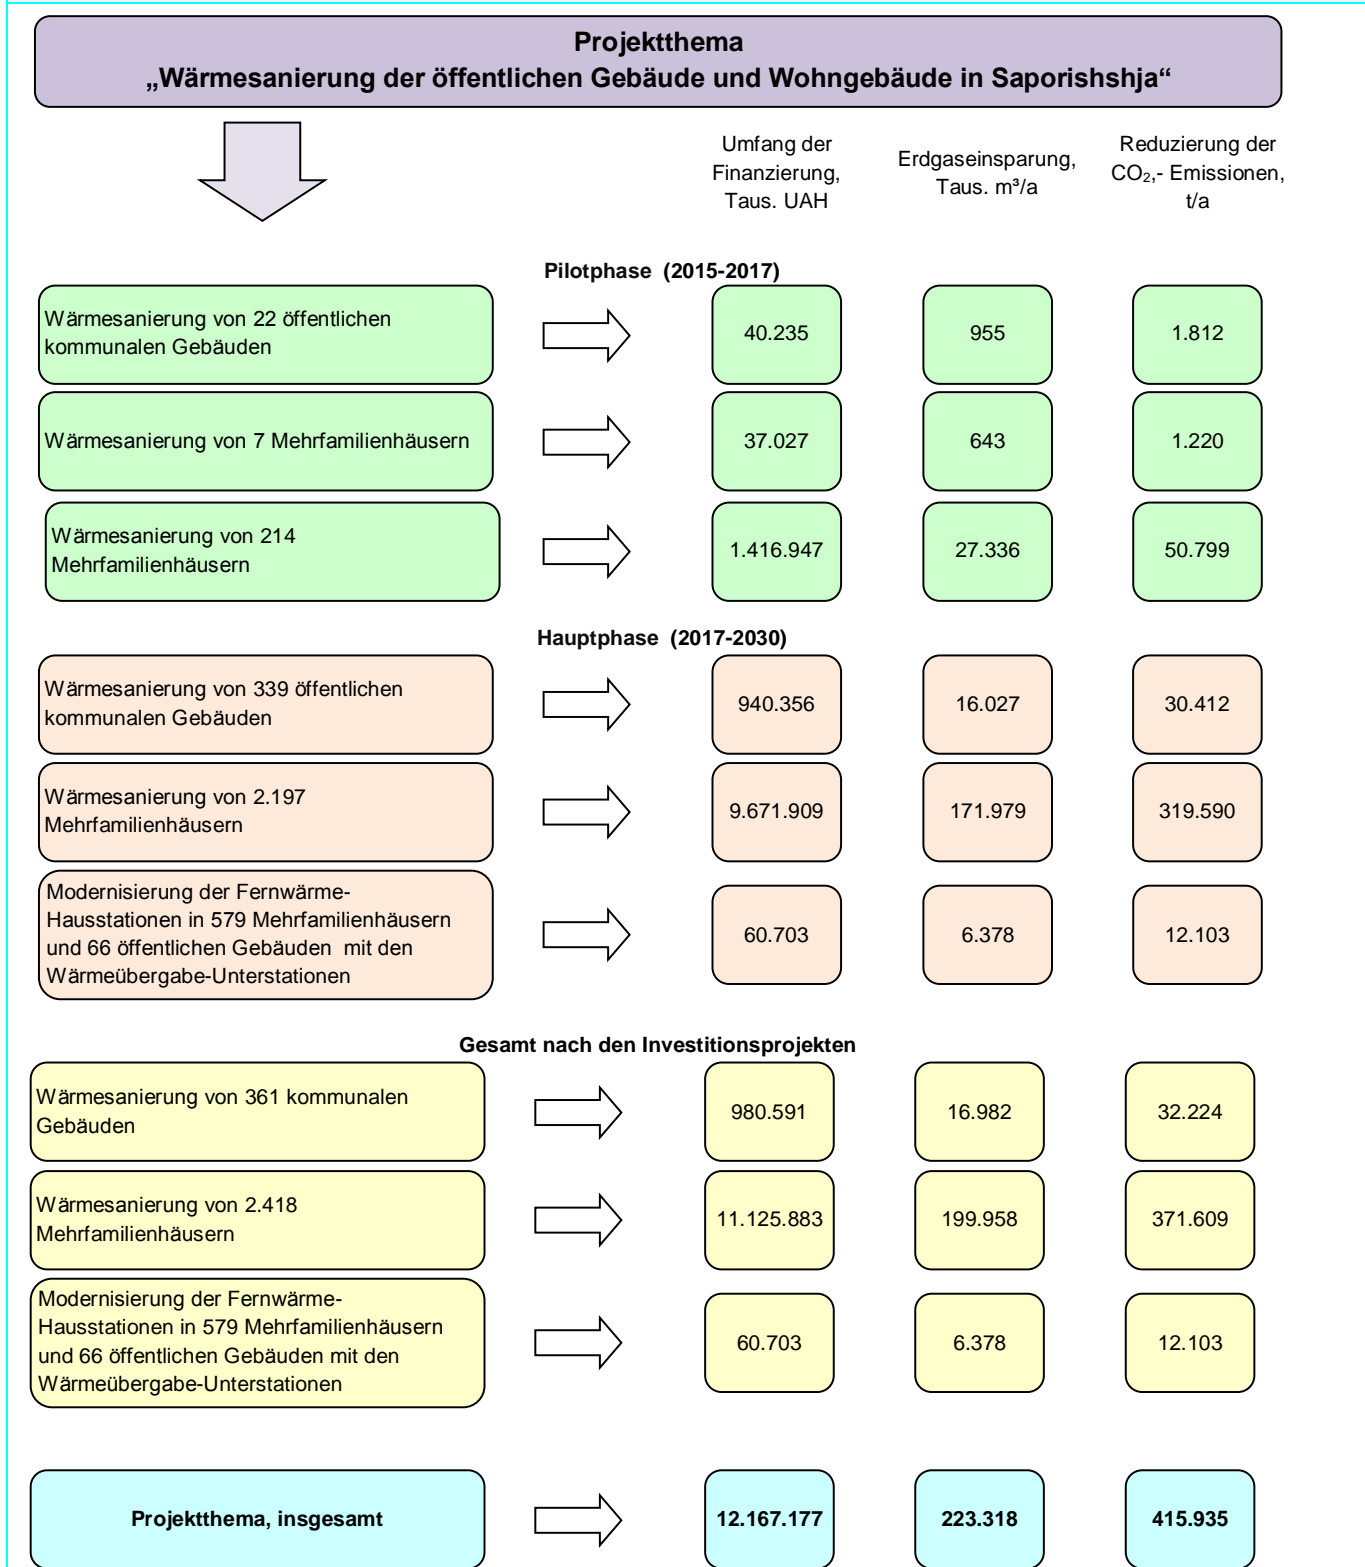 Projektthema
„Wärmesanierung der öffentlichen Gebäude und Wohngebäude in Saporishshja“
Umfang der
Finanzierung,
Taus. UAH
Erdgaseinsparung,
Taus. m³/a
Reduzierung der
CO₂,- Emissionen,
t/a
Pilotphase (2015-2017)
Wärmesanierung von 22 öffentlichen
kommunalen Gebäuden
40.235
955
1.812
Wärmesanierung von 7 Mehrfamilienhäusern
37.027
643
1.220
Wärmesanierung von 214
Mehrfamilienhäusern
1.416.947
27.336
50.799
Hauptphase (2017-2030)
Wärmesanierung von 339 öffentlichen
kommunalen Gebäuden
940.356
16.027
30.412
Wärmesanierung von 2.197
Mehrfamilienhäusern
9.671.909
171.979
319.590
Modernisierung der Fernwärme-
Hausstationen in 579 Mehrfamilienhäusern
und 66 öffentlichen Gebäuden mit den
Wärmeübergabe-Unterstationen
60.703
6.378
12.103
Gesamt nach den Investitionsprojekten
Wärmesanierung von 361 kommunalen
Gebäuden
980.591
16.982
32.224
Wärmesanierung von 2.418
Mehrfamilienhäusern
11.125.883
199.958
371.609
Modernisierung der Fernwärme-
Hausstationen in 579 Mehrfamilienhäusern
und 66 öffentlichen Gebäuden mit den
Wärmeübergabe-Unterstationen
60.703
6.378
12.103
Projektthema, insgesamt
12.167.177
223.318
415.935